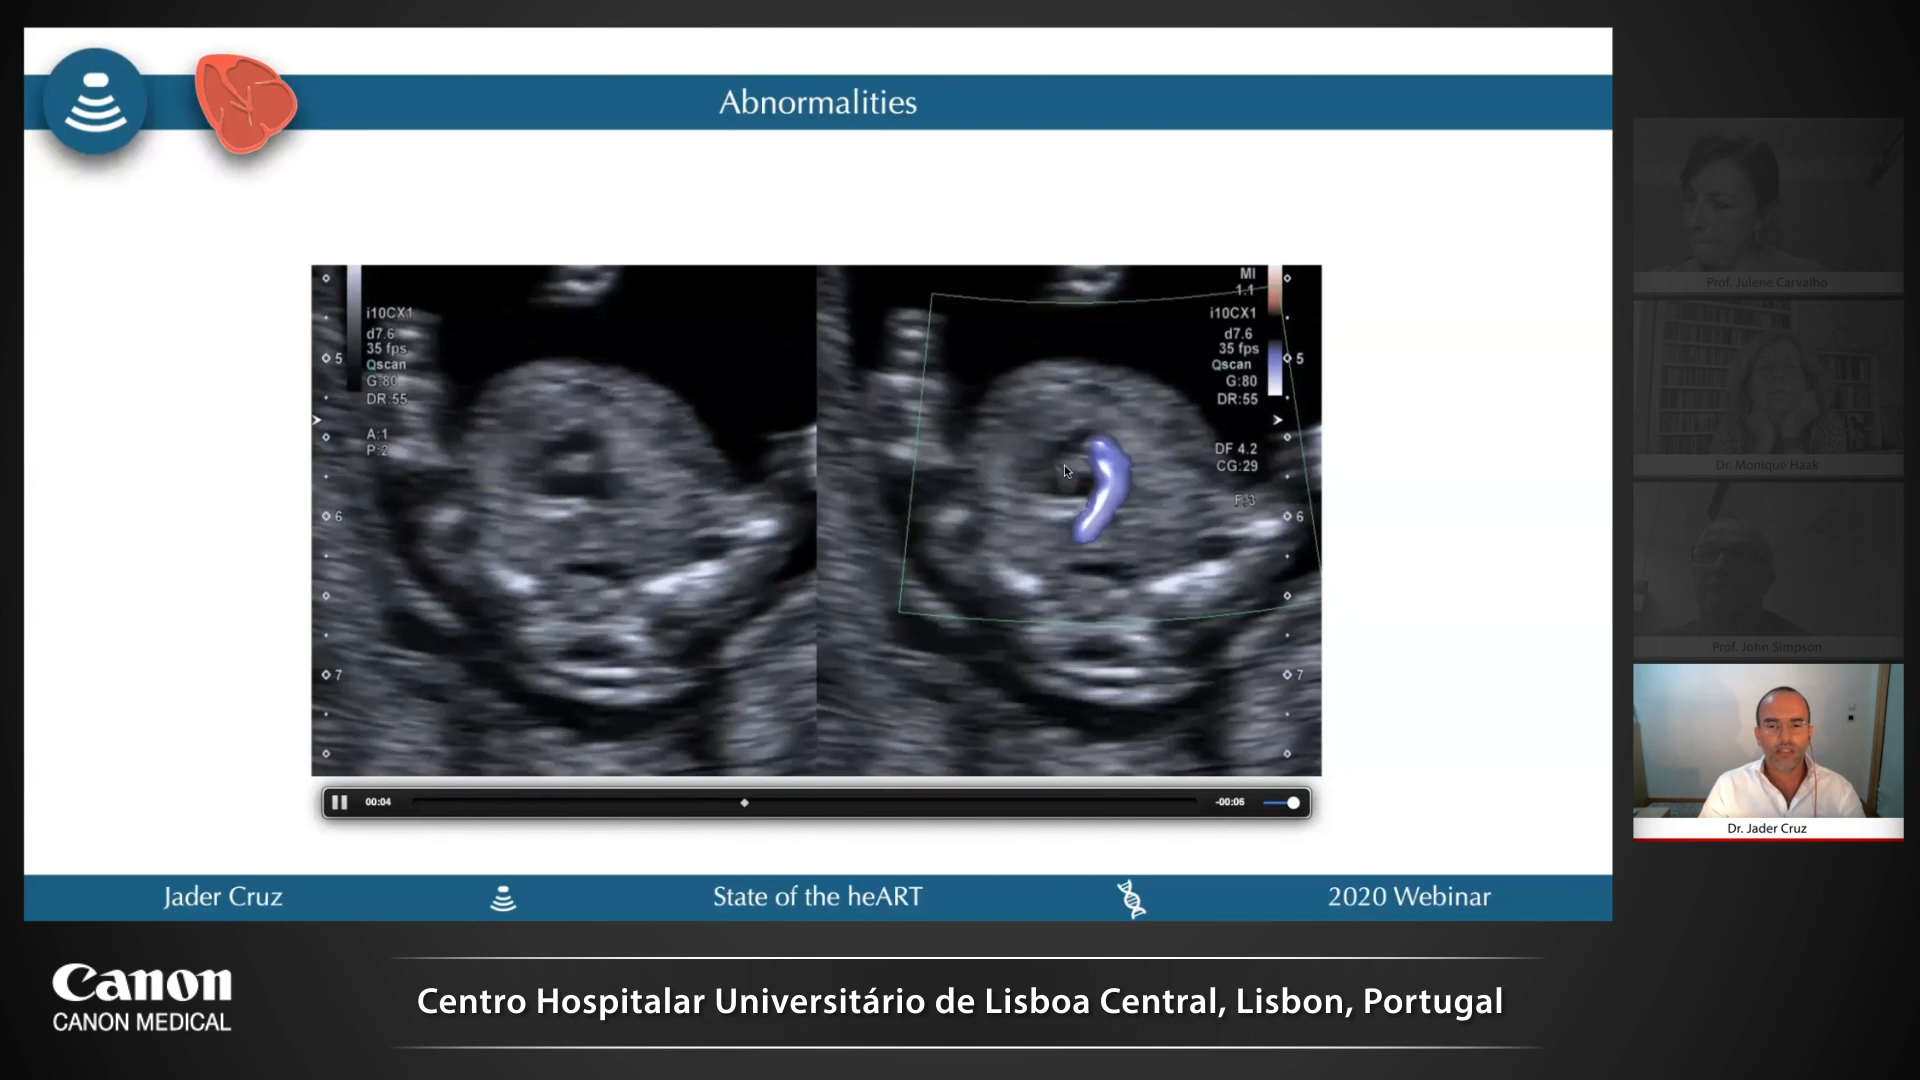 Abnormalities
i10CX1
d7.6
35 fps
Qscan
G:80
DR:55
A:1
P:2
5
6
7
MI
1.1
i10CX1
d7.6
35 fps
Qscan
G:80
DR:55
DF 4.2
CG:29
F:3
5
6
7
00:04
-00:06
Prof. Julene Carvalho
Dr. Monique Haak
Prof. John Simpson
Dr. Jader Cruz
Jader Cruz
State of the heART
2020 Webinar
Canon
CANON MEDICAL
Centro Hospitalar Universitário de Lisboa Central, Lisbon, Portugal